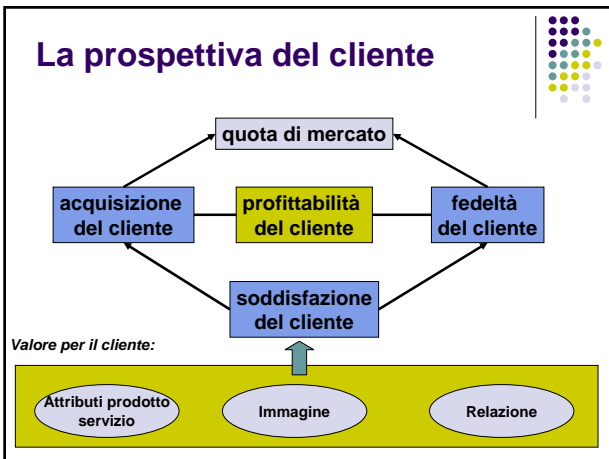 La prospettiva del cliente
quota di mercato
acquisizione
del cliente
profittabilità
del cliente
fedeltà
del cliente
soddisfazione
del cliente
Valore per il cliente:
Attributi prodotto
servizio
Immagine
Relazione